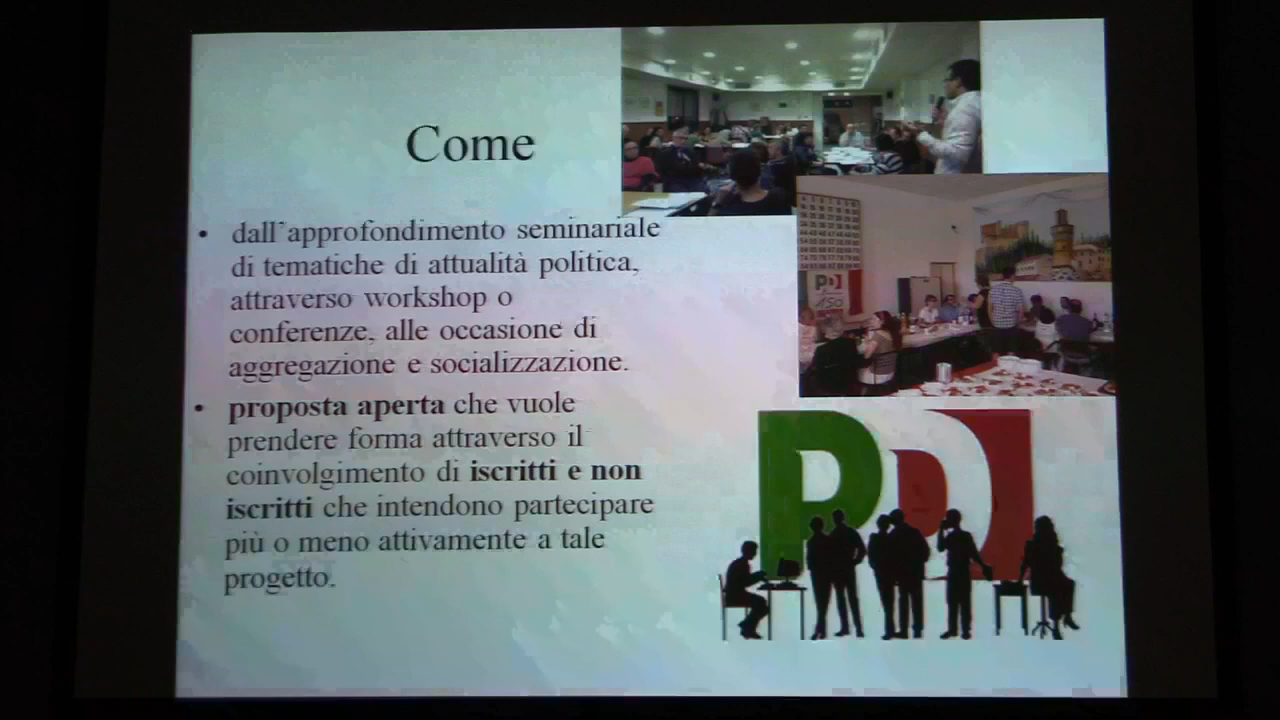 Come
• dall'approfondimento seminariale
di tematiche di attualità politica,
attraverso workshop o
conferenze, alle occasione di
aggregazione e socializzazione.
• proposta aperta che vuole
prendere forma attraverso il
coinvolgimento di iscritti e non
iscritti che intendono partecipare
più o meno attivamente a tale
progetto.
PD
150
PD